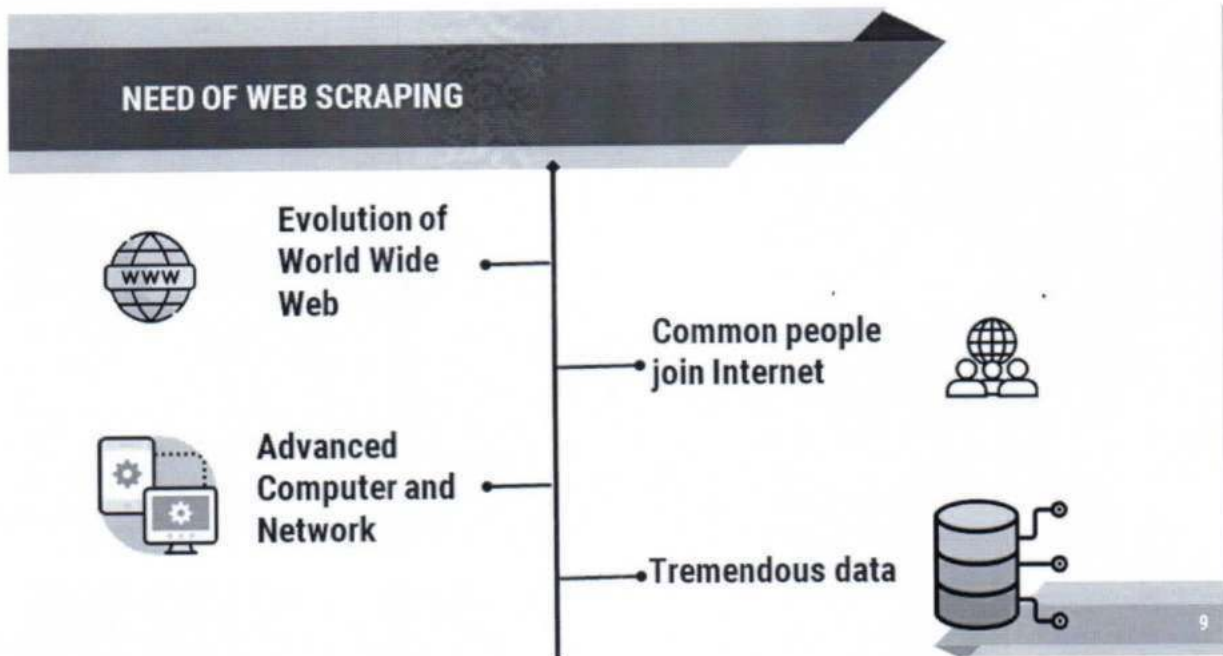 NEED OF WEB SCRAPING
WWW
Evolution of
World Wide
Web
Common people
join Internet
Advanced
Computer and
Network
Tremendous data
9